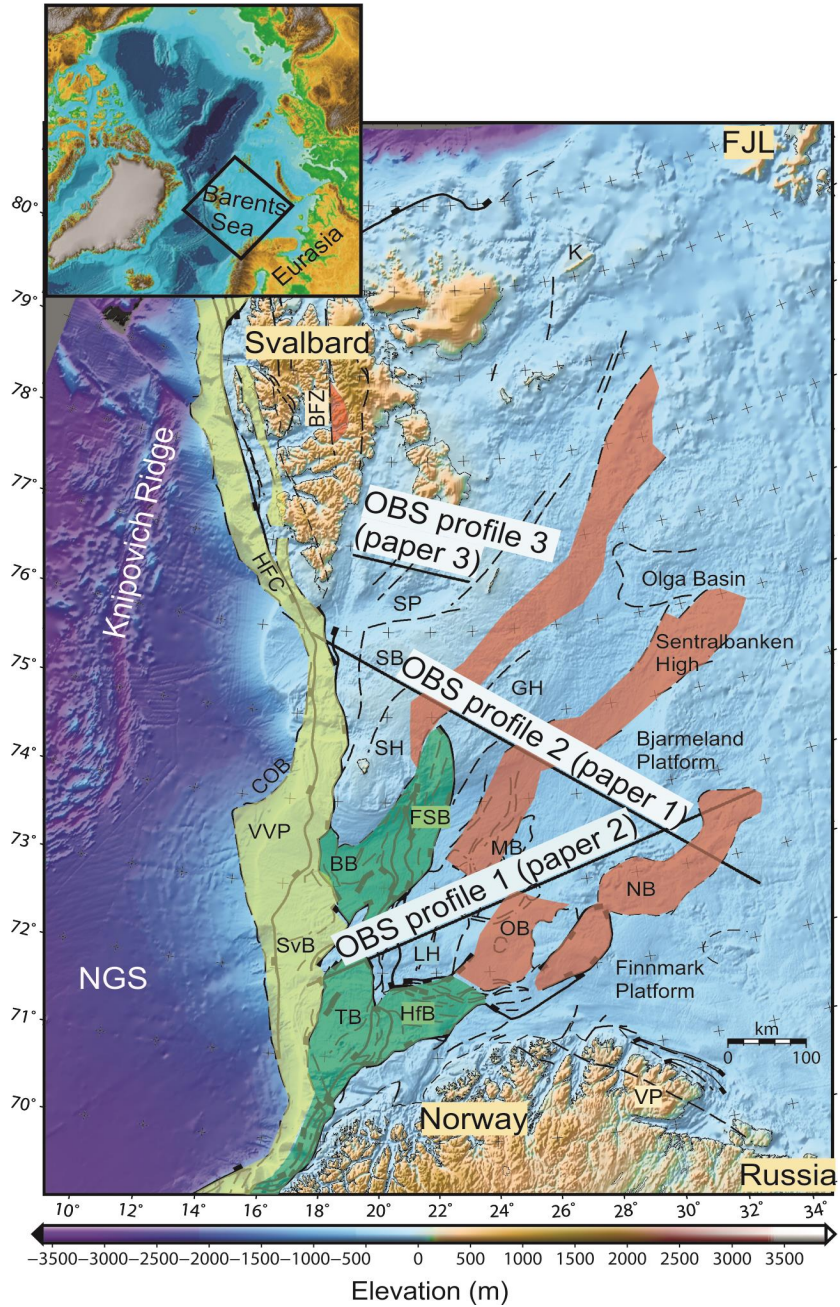 Barents
Sea
Eurasia
FJL
80°
K
79°
Svalbard
78°
BFZ
Knipovich Ridge
77°
OBS profile 3
(paper 3)
76°
HFC
Olga Basin
SP
Sentralbanken
High
75°
SB
GH
OBS profile 2 (paper 1)
74°
SH
Bjarmeland
Platform
COB
FSB
VVP
73°
BB
MB
OBS profile 1 (paper 2)
NB
72°
OB
SvB
LH
NGS
Finnmark
Platform
71°
TB
HfB
km
0 100
70°
VP
Norway
Russia
10° 12° 14° 16° 18° 20° 22° 24° 26° 28° 30° 32° 34°
−3500 −3000 −2500 −2000 −1500 −1000 −500 0 500 1000 1500 2000 2500 3000 3500
Elevation (m)